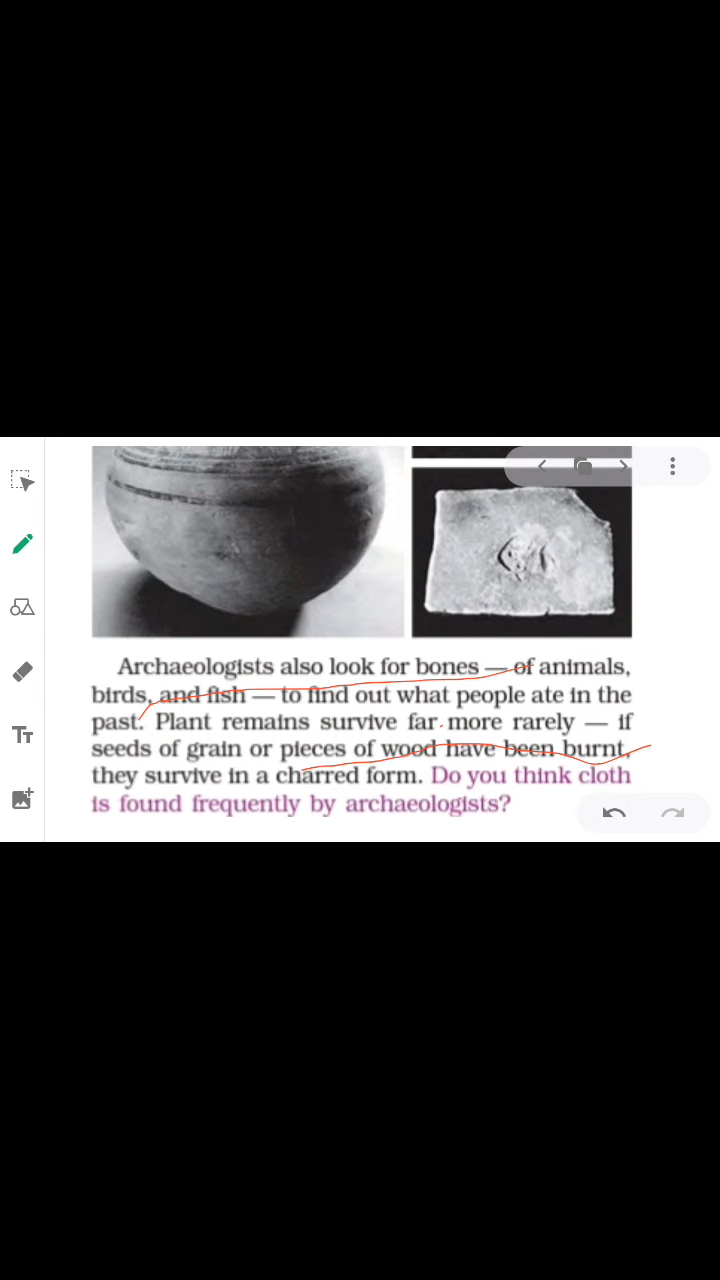 Archaeologists also look for bones — of animals,
birds, and fish — to find out what people ate in the
past. Plant remains survive far more rarely — if
seeds of grain or pieces of wood have been burnt,
they survive in a charred form. Do you think cloth
is found frequently by archaeologists?